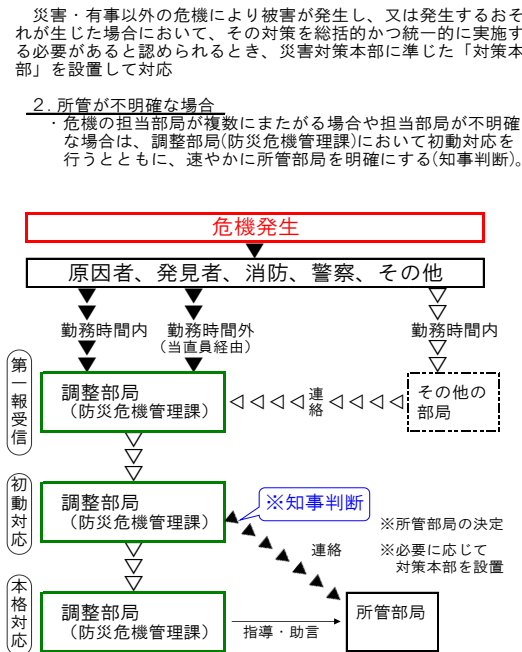 災害・有事以外の危機により被害が発生し、又は発生するおそ
れが生じた場合において、その対策を総括的かつ統一的に実施す
る必要があると認められるとき、災害対策本部に準じた「対策本
部」を設置して対応
２．所管が不明確な場合
・危機の担当部局が複数にまたがる場合や担当部局が不明確
な場合は、調整部局(防災危機管理課)において初動対応を
行うとともに、速やかに所管部局を明確にする(知事判断)。
危機発生
原因者、発見者、消防、警察、その他
勤務時間内
勤務時間外
(当直員経由)
勤務時間内
第一報受信
調整部局
（防災危機管理課）
連絡
その他の
部局
初動対応
調整部局
（防災危機管理課）
※知事判断
※所管部局の決定
連絡
※必要に応じて
対策本部を設置
本格対応
調整部局
（防災危機管理課）
指導・助言
所管部局